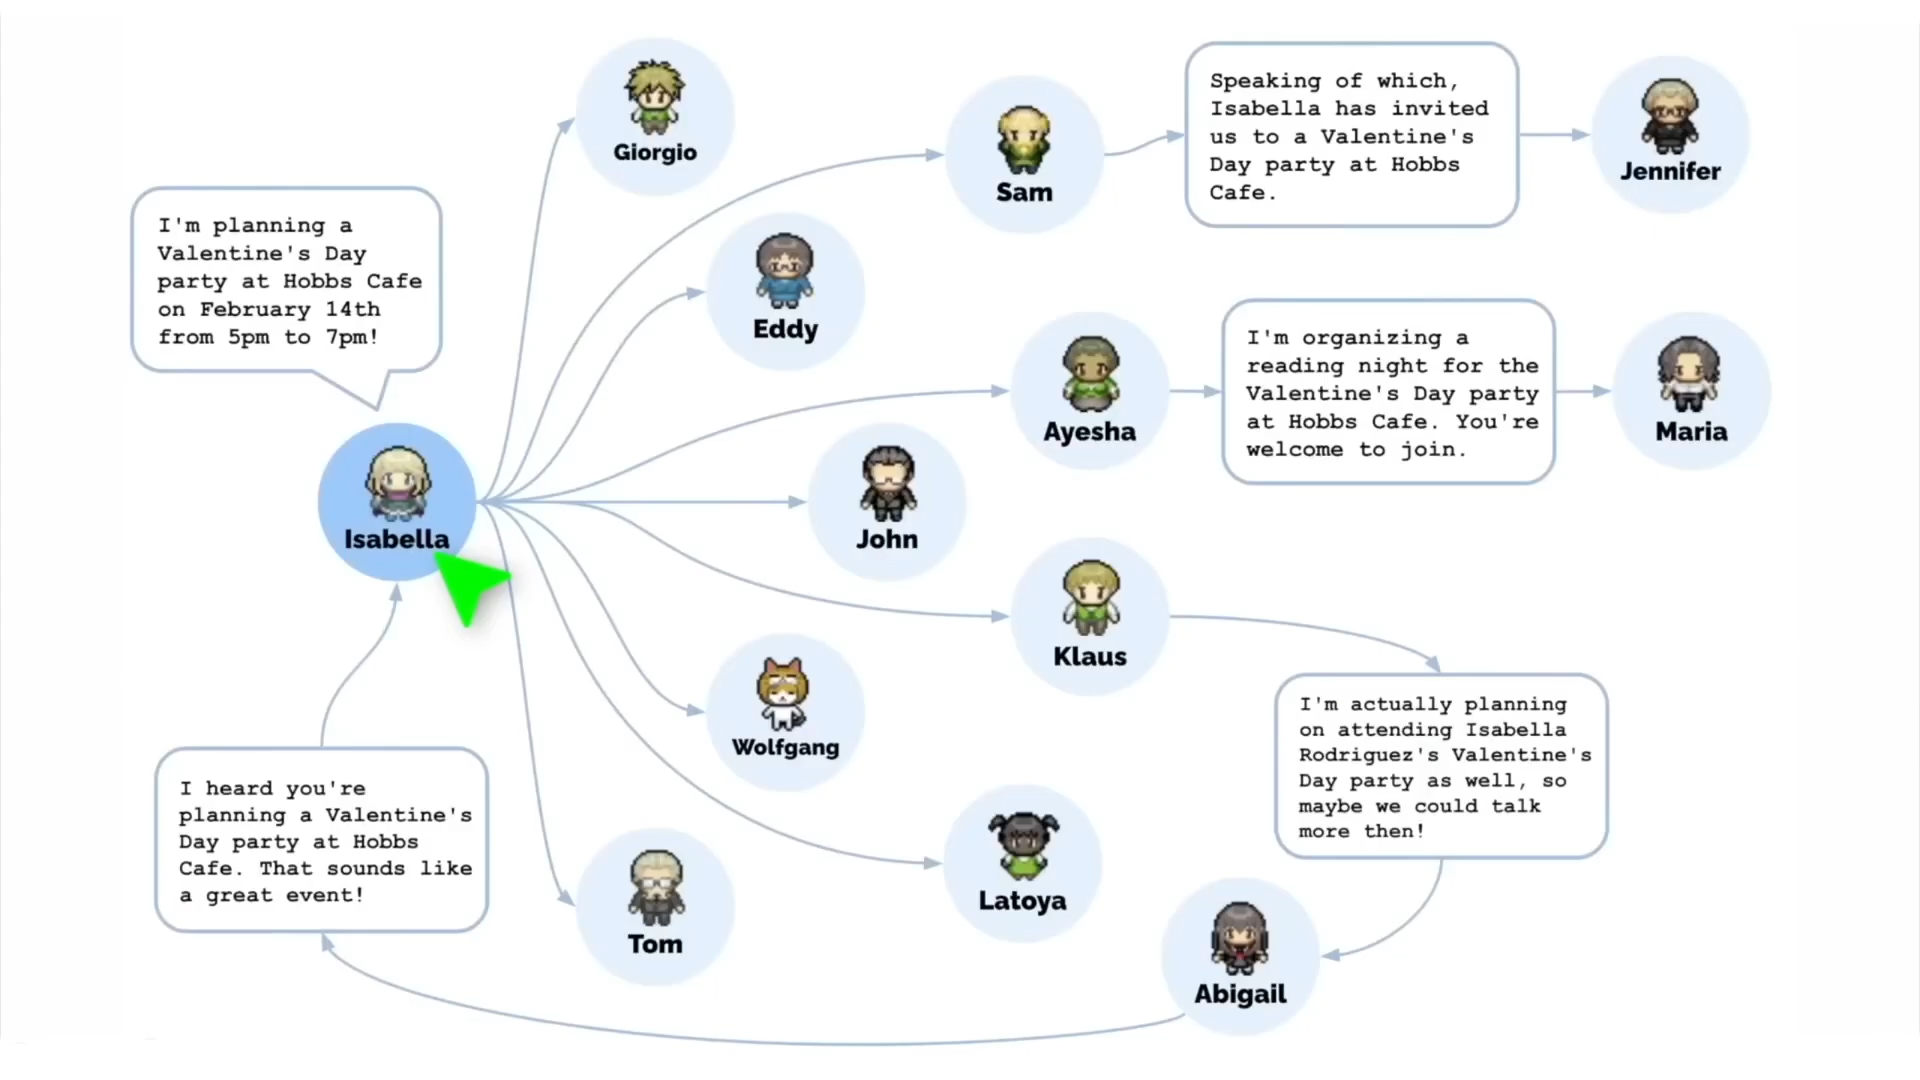 Giorgio
Sam
Speaking of which,
Isabella has invited
us to a Valentine's
Day party at Hobbs
Cafe.
Jennifer
I'm planning a
Valentine's Day
party at Hobbs Cafe
on February 14th
from 5pm to 7pm!
Eddy
Ayesha
I'm organizing a
reading night for the
Valentine's Day party
at Hobbs Cafe. You're
welcome to join.
Maria
Isabella
John
Klaus
Wolfgang
I'm actually planning
on attending Isabella
Rodriguez's Valentine's
Day party as well, so
maybe we could talk
more then!
I heard you're
planning a Valentine's
Day party at Hobbs
Cafe. That sounds like
a great event!
Tom
Latoya
Abigail